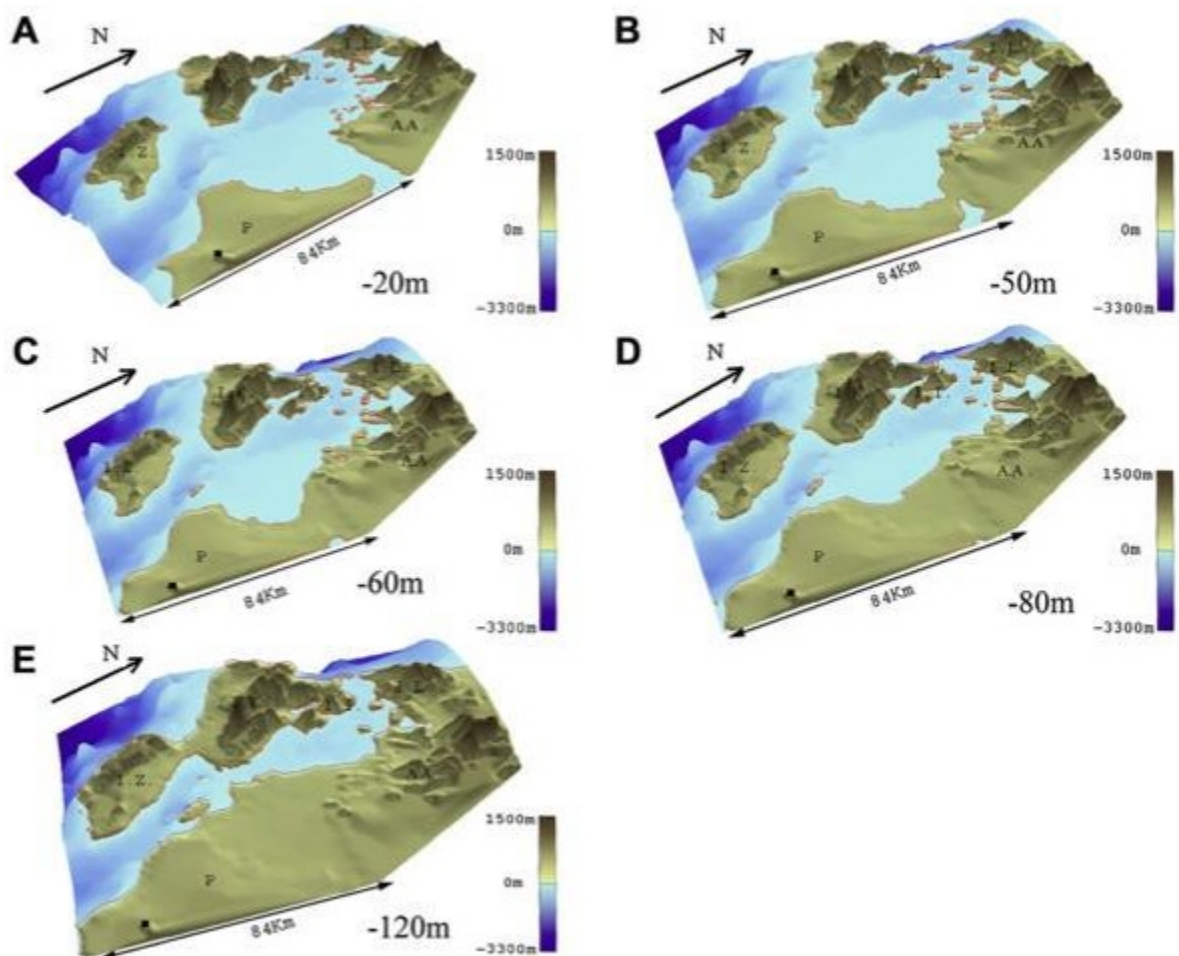 A
N
I. L.
I.
A.A.
I. Z.
P
84Km
-20m
1500m
0m
-3300m
B
N
I. L.
I.
A.A
I. Z.
P
84Km
-50m
1500m
0m
-3300m
C
N
I. L.
I.
A.A
I. Z.
P
84Km
-60m
1500m
0m
-3300m
D
N
I. L.
I.
A.A
I. Z.
P
84Km
-80m
1500m
0m
-3300m
E
N
I. L.
A.A
I. Z.
P
84Km
-120m
1500m
0m
-3300m